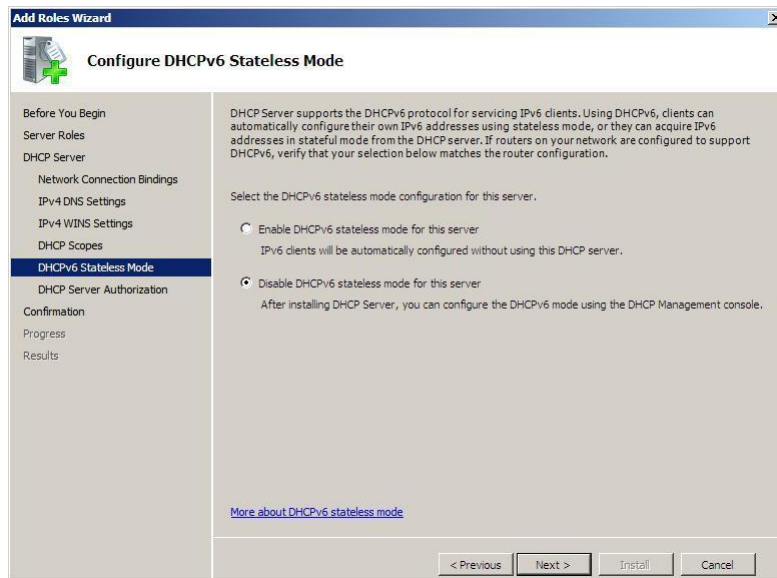 Add Roles Wizard
Configure DHCPv6 Stateless Mode
Before You Begin
Server Roles
DHCP Server
Network Connection Bindings
IPv4 DNS Settings
IPv4 WINS Settings
DHCP Scopes
DHCPv6 Stateless Mode
DHCP Server Authorization
Confirmation
Progress
Results
DHCP Server supports the DHCPv6 protocol for servicing IPv6 clients. Using DHCPv6, clients can
automatically configure their own IPv6 addresses using stateless mode, or they can acquire IPv6
addresses in stateful mode from the DHCP server. If routers on your network are configured to support
DHCPv6, verify that your selection below matches the router configuration.
Select the DHCPv6 stateless mode configuration for this server.
Enable DHCPv6 stateless mode for this server
IPv6 clients will be automatically configured without using this DHCP server.
Disable DHCPv6 stateless mode for this server
After installing DHCP Server, you can configure the DHCPv6 mode using the DHCP Management console.
More about DHCPv6 stateless mode
< Previous
Next >
Install
Cancel